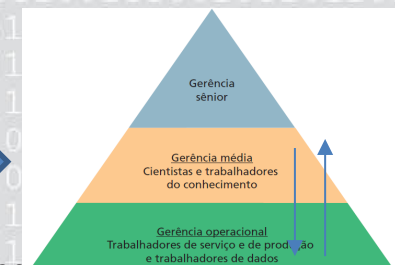 Gerência
sênior
Gerência média
Cientistas e trabalhadores
do conhecimento
Gerência operacional
Trabalhadores de serviço e de produção
e trabalhadores de dados